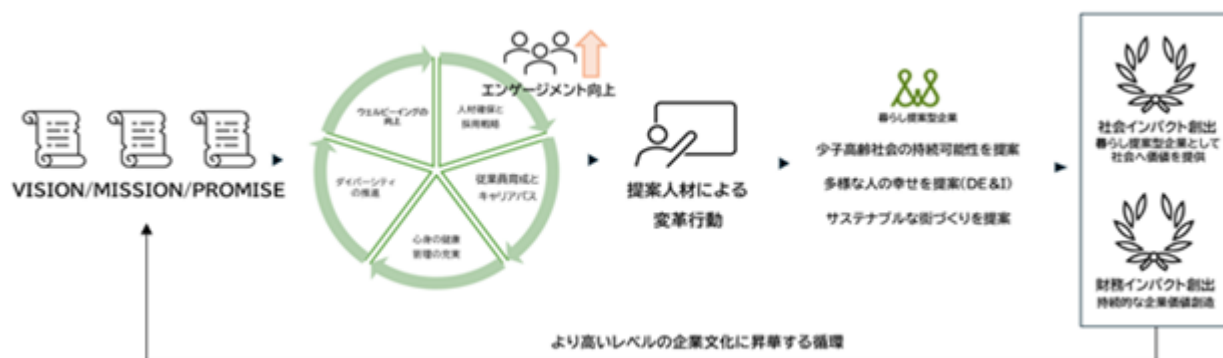 VISION/MISSION/PROMISE
エンゲージメント向上
ウェルビーイングの
向上
人材確保と
採用戦略
従業員育成と
キャリアパス
心身の健康
管理の充実
ダイバーシティ
の推進
提案人材による
変革行動
暮らし提案型企業
少子高齢社会の持続可能性を提案
多様な人の幸せを提案(DE&I)
サステナブルな街づくりを提案
社会インパクト創出
暮らし提案型企業として
社会へ価値を提供
財務インパクト創出
持続的な企業価値創造
より高いレベルの企業文化に昇華する循環